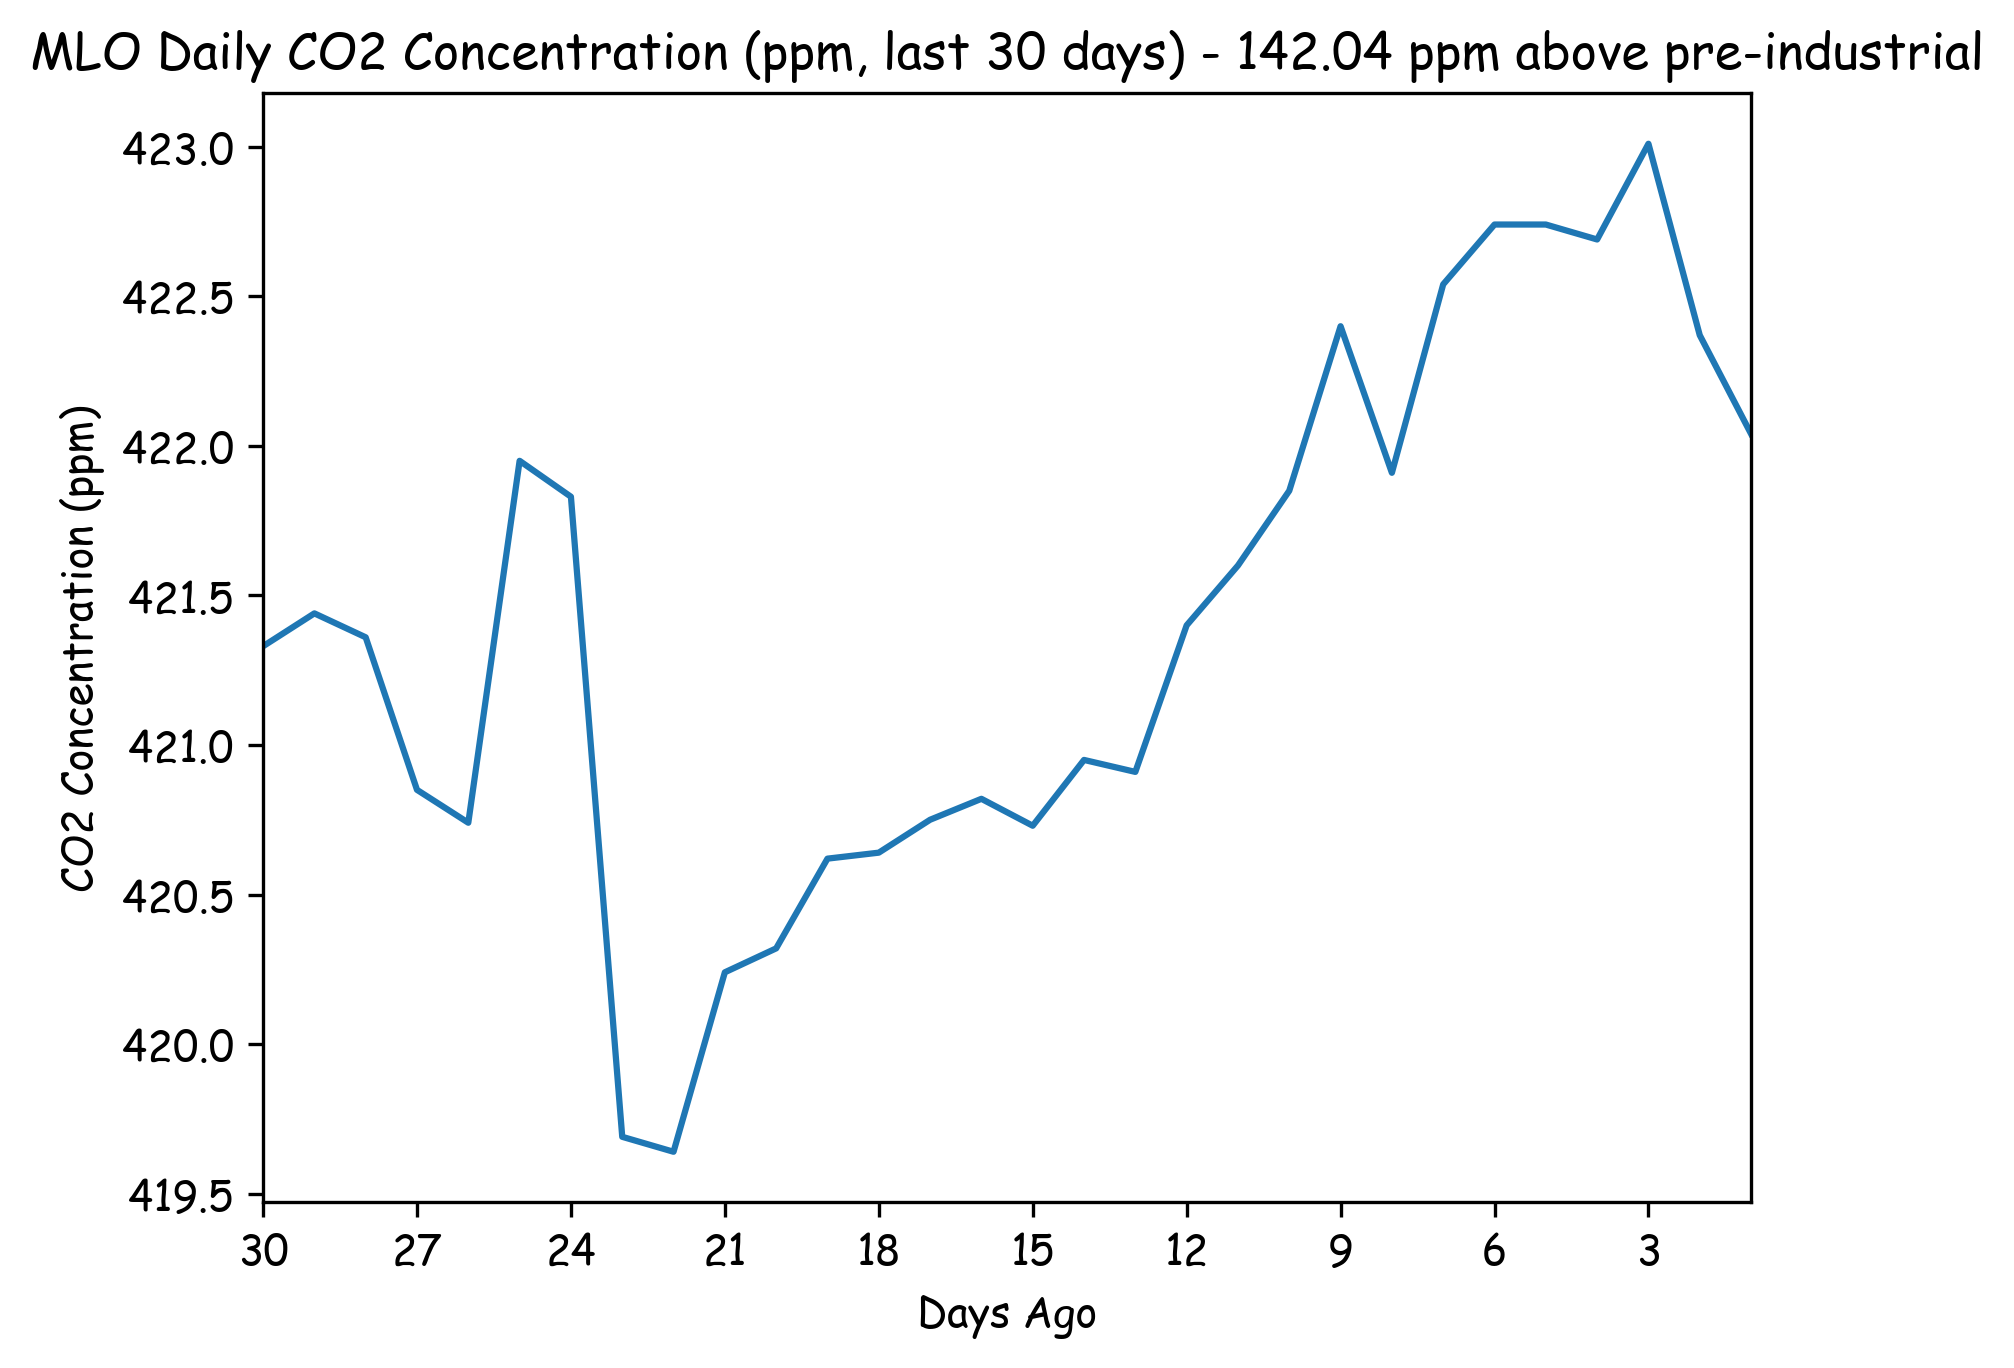 MLO Daily CO2 Concentration (ppm, last 30 days) - 142.04 ppm above pre-industrial
CO2 Concentration (ppm)
423.0
422.5
422.0
421.5
421.0
420.5
420.0
419.5
30 27 24 21 18 15 12 9 6 3
Days Ago